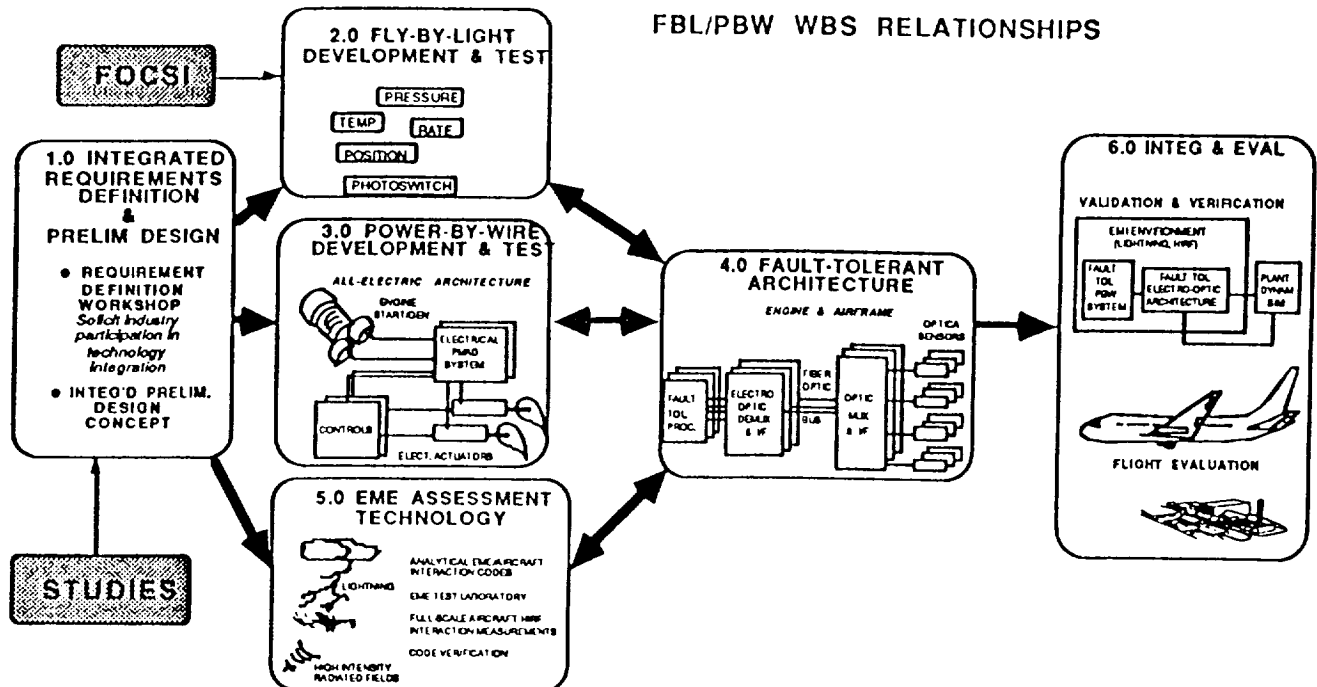 FBL/PBW WBS RELATIONSHIPS
FOCSI
STUDIES
1.0 INTEGRATED
REQUIREMENTS
DEFINITION
&
PRELIM DESIGN
● REQUIREMENT
DEFINITION
WORKSHOP
Solicit Industry
participation in
technology
Integration
● INTEG'D PRELIM.
DESIGN
CONCEPT
2.0 FLY-BY-LIGHT
DEVELOPMENT & TEST
PRESSURE
TEMP
RATE
POSITION
PHOTOSWITCH
3.0 POWER-BY-WIRE
DEVELOPMENT & TEST
ALL-ELECTRIC ARCHITECTURE
ENGINE
START/GEN
ELECTRICAL
PMAD
SYSTEM
CONTROLS
ELECT. ACTUATORS
5.0 EME ASSESSMENT
TECHNOLOGY
LIGHTNING
HIGH INTENSITY
RADIATED FIELDS
ANALYTICAL EME/AIRCRAFT
INTERACTION CODES
EME TEST LABORATORY
FULL-SCALE AIRCRAFT HIRF
INTERACTION MEASUREMENTS
CODE VERIFICATION
4.0 FAULT-TOLERANT
ARCHITECTURE
ENGINE & AIRFRAME
OPTICA
SENSORS
FAULT
TOL
PROC.
ELECTRO
OPTIC
DEMUX
& I/F
FIBER
OPTIC
BUS
OPTIC
MUX
& I/F
6.0 INTEG & EVAL
VALIDATION & VERIRCATION
EMI ENVIRONMENT
(LIGHTNING, HIRF)
FAULT
TOL
PBW
SYSTEM
FAULT TOL
ELECTRO-OPTIC
ARCHITECTURE
PLANT
DYNAM
SIM
FLIGHT EVALUATION